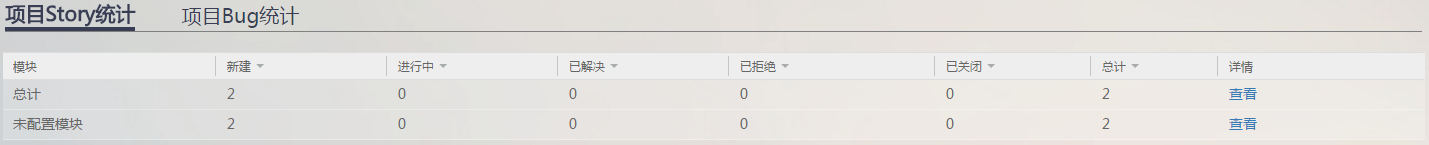 项目Story统计 项目Bug统计
模块 新建 进行中 已解决 已拒绝 已关闭 总计 详情
总计 2 0 0 0 0 2 查看
未配置模块 2 0 0 0 0 2 查看